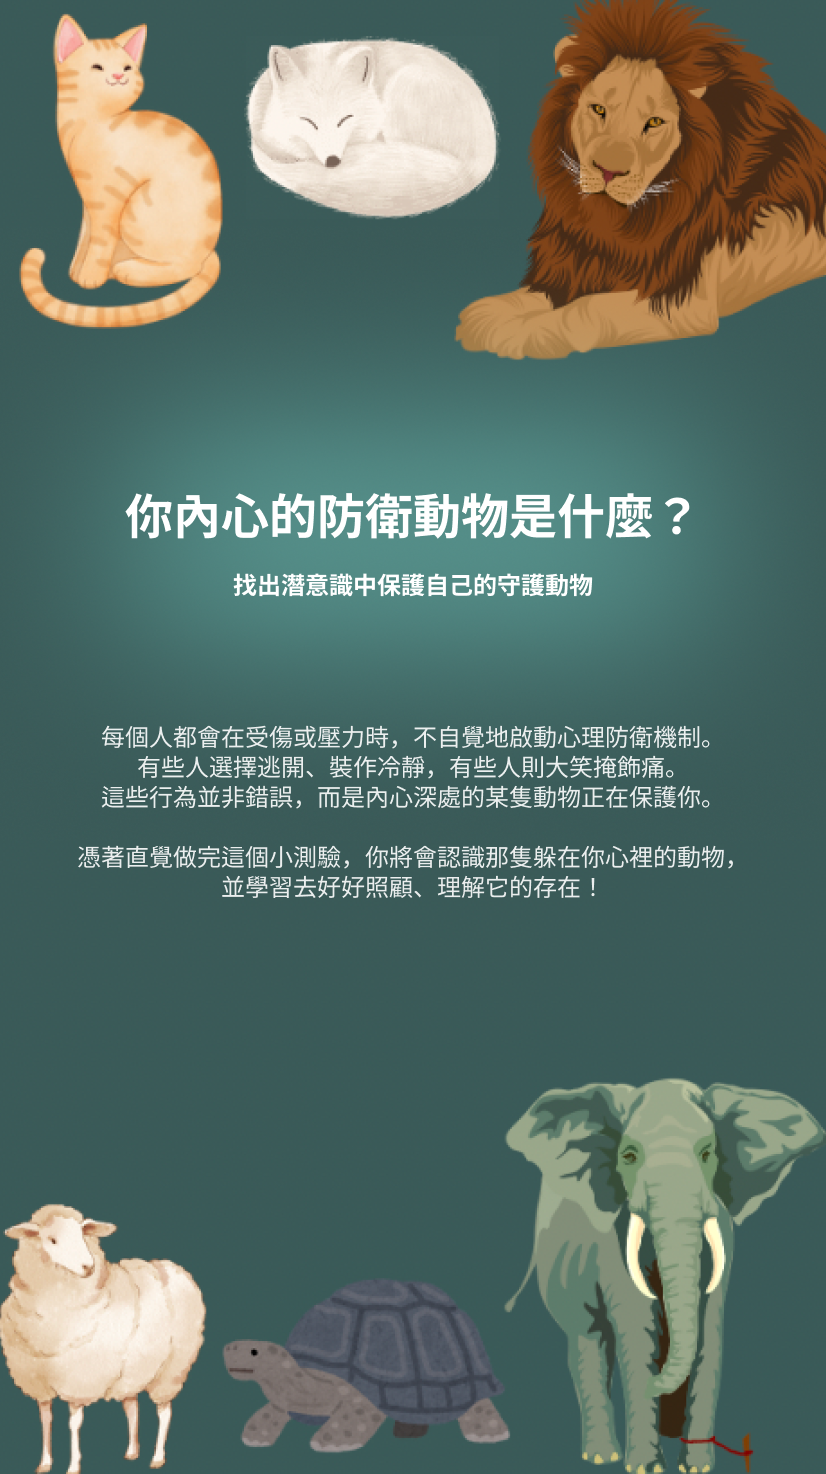 你內心的防衛動物是什麼？
找出潛意識中保護自己的守護動物
每個人都會在受傷或壓力時，不自覺地啟動心理防衛機制。
有些人選擇逃開、裝作冷靜，有些人則大笑掩飾痛。
這些行為並非錯誤，而是內心深處的某隻動物正在保護你。
憑著直覺做完這個小測驗，你將會認識那隻躲在你心裡的動物，
並學習去好好照顧、理解它的存在！